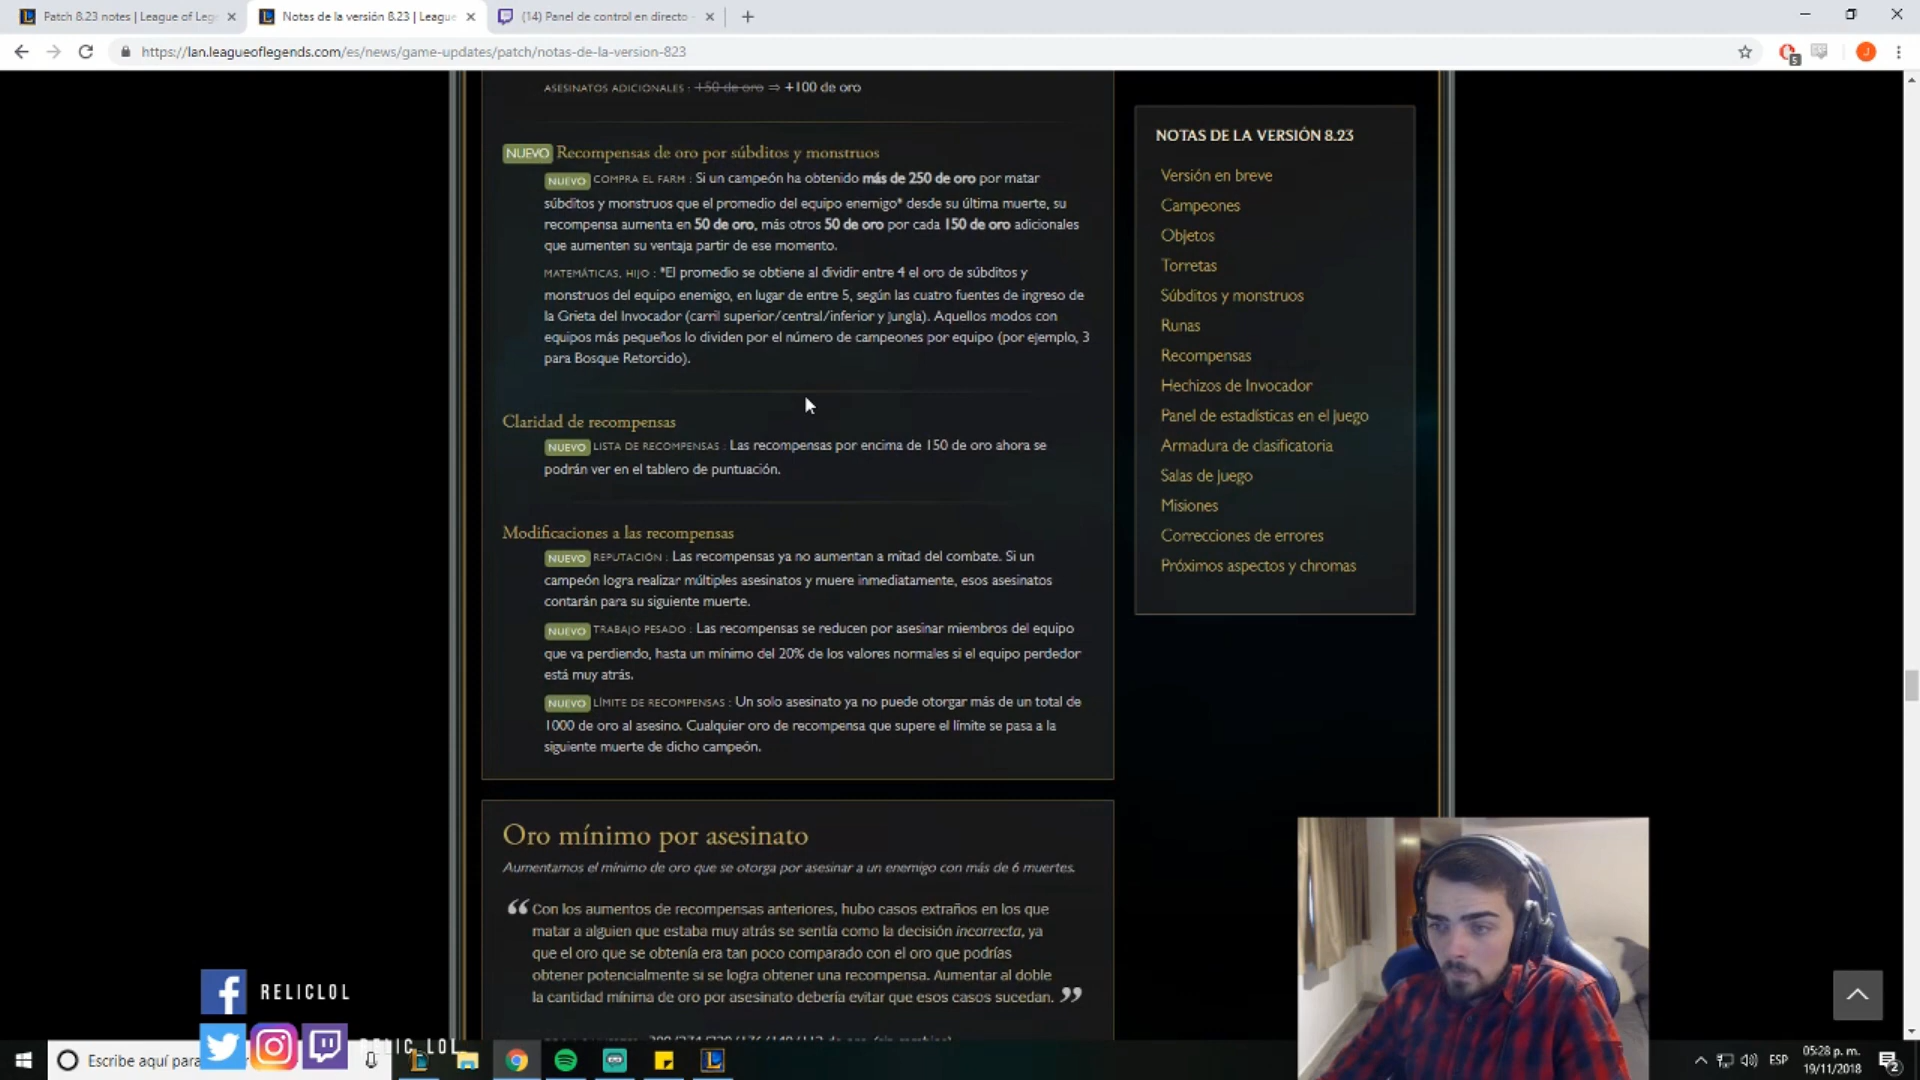 Patch 8.23 notes | League of Leg
Notas de la versión 8.23 | League
(14) Panel de control en directo
https://lan.leagueoflegends.com/es/news/game-updates/patch/notas-de-la-version-823
J
5
ASESINATOS ADICIONALES : +50 de oro ⇒ +100 de oro
NUEVO Recompensas de oro por súbditos y monstruos
NUEVO COMPRA EL FARM : Si un campeón ha obtenido más de 250 de oro por matar
súbditos y monstruos que el promedio del equipo enemigo* desde su última muerte, su
recompensa aumenta en 50 de oro, más otros 50 de oro por cada 150 de oro adicionales
que aumenten su ventaja partir de ese momento.
MATEMÁTICAS, HIJO : *El promedio se obtiene al dividir entre 4 el oro de súbditos y
monstruos del equipo enemigo, en lugar de entre 5, según las cuatro fuentes de ingreso de
la Grieta del Invocador (carril superior/central/inferior y jungla). Aquellos modos con
equipos más pequeños lo dividen por el número de campeones por equipo (por ejemplo, 3
para Bosque Retorcido).
Claridad de recompensas
NUEVO LISTA DE RECOMPENSAS : Las recompensas por encima de 150 de oro ahora se
podrán ver en el tablero de puntuación.
Modificaciones a las recompensas
NUEVO REPUTACIÓN : Las recompensas ya no aumentan a mitad del combate. Si un
campeón logra realizar múltiples asesinatos y muere inmediatamente, esos asesinatos
contarán para su siguiente muerte.
NUEVO TRABAJO PESADO : Las recompensas se reducen por asesinar miembros del equipo
que va perdiendo, hasta un mínimo del 20% de los valores normales si el equipo perdedor
está muy atrás.
NUEVO LÍMITE DE RECOMPENSAS : Un solo asesinato ya no puede otorgar más de un total de
1000 de oro al asesino. Cualquier oro de recompensa que supere el límite se pasa a la
siguiente muerte de dicho campeón.
Oro mínimo por asesinato
Aumentamos el mínimo de oro que se otorga por asesinar a un enemigo con más de 6 muertes.
“ Con los aumentos de recompensas anteriores, hubo casos extraños en los que
matar a alguien que estaba muy atrás se sentía como la decisión incorrecta, ya
que el oro que se obtenía era tan poco comparado con el oro que podrías
obtener potencialmente si se logra obtener una recompensa. Aumentar al doble
la cantidad mínima de oro por asesinato debería evitar que esos casos sucedan. ”
NOTAS DE LA VERSIÓN 8.23
Versión en breve
Campeones
Objetos
Torretas
Súbditos y monstruos
Runas
Recompensas
Hechizos de Invocador
Panel de estadísticas en el juego
Armadura de clasificatoria
Salas de juego
Misiones
Correcciones de errores
Próximos aspectos y chromas
RELICLOL
RELIC_LOL
Escribe aquí para
ESP
05:28 p. m.
19/11/2018
2